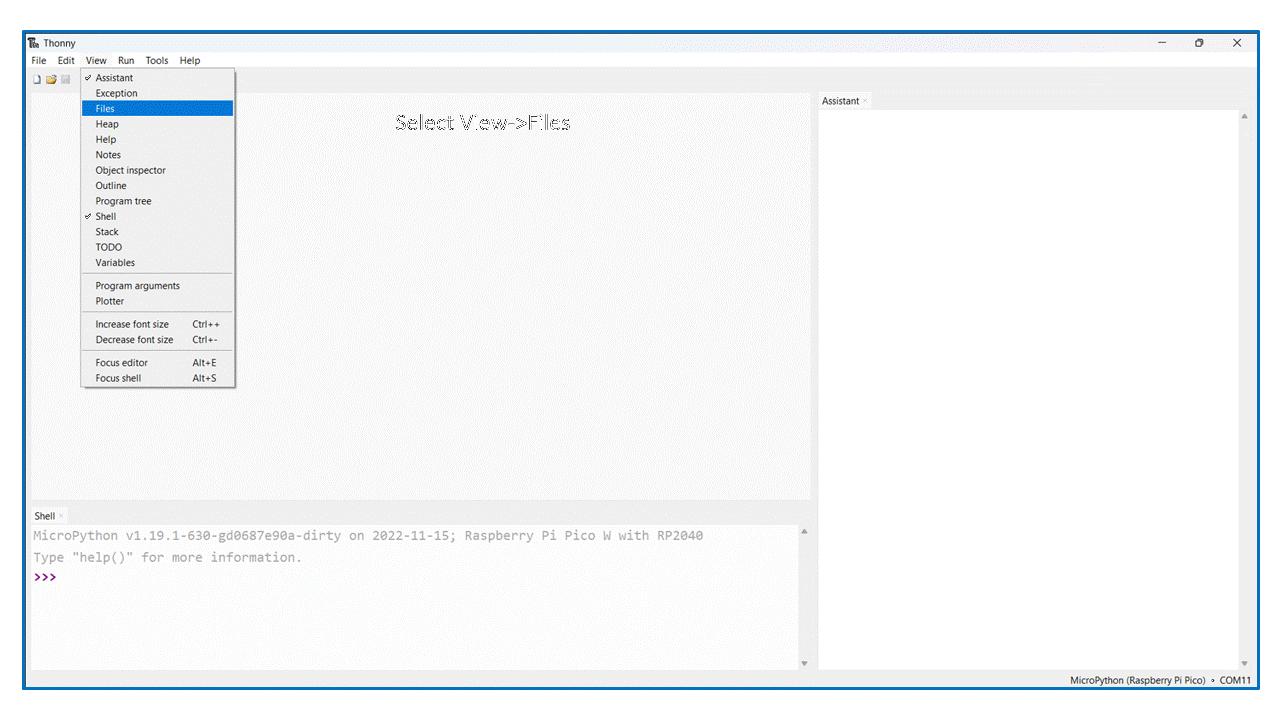 Thonny
File Edit View Run Tools Help
Assistant
Exception
Files
Heap
Help
Notes
Object inspector
Outline
Program tree
Shell
Stack
TODO
Variables
Program arguments
Plotter
Increase font size Ctrl++
Decrease font size Ctrl+-
Focus editor Alt+E
Focus shell Alt+S
Select View->Files
Assistant
Shell
MicroPython v1.19.1-630-gd0687e90a-dirty on 2022-11-15; Raspberry Pi Pico W with RP2040
Type "help()" for more information.
>>>
MicroPython (Raspberry Pi Pico) • COM11